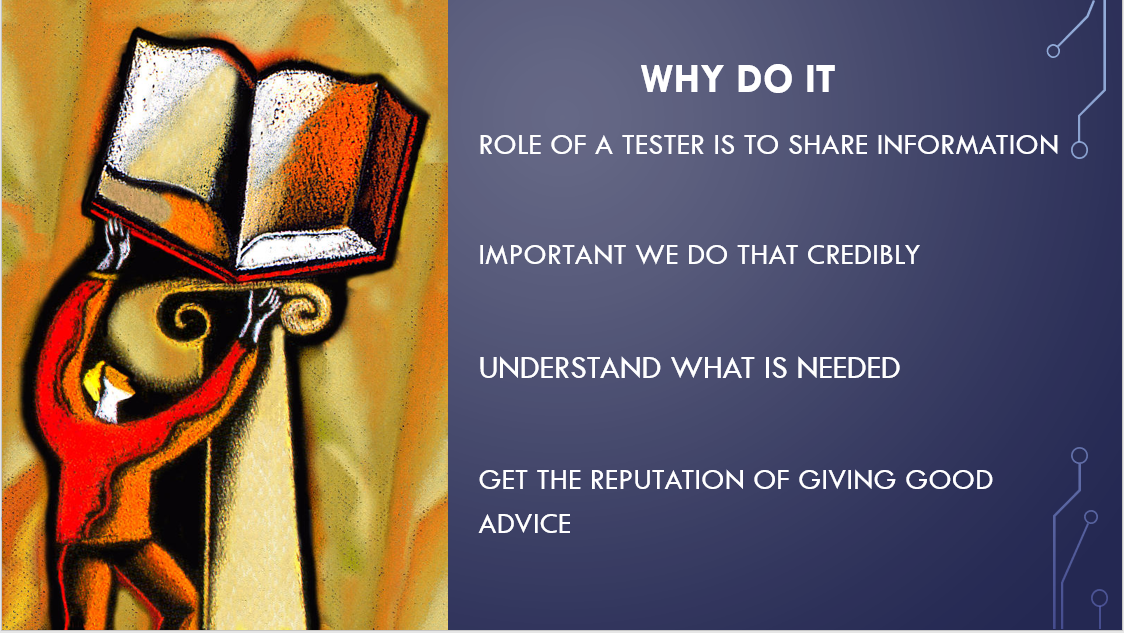 WHY DO IT
ROLE OF A TESTER IS TO SHARE INFORMATION
IMPORTANT WE DO THAT CREDIBLY
UNDERSTAND WHAT IS NEEDED
GET THE REPUTATION OF GIVING GOOD
ADVICE